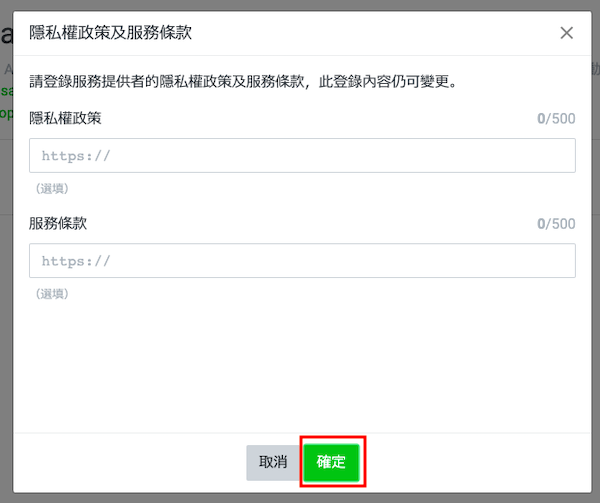 隱私權政策及服務條款
請登錄服務提供者的隱私權政策及服務條款，此登錄內容仍可變更。
隱私權政策 0/500
https://
（選填）
服務條款 0/500
https://
（選填）
取消 確定